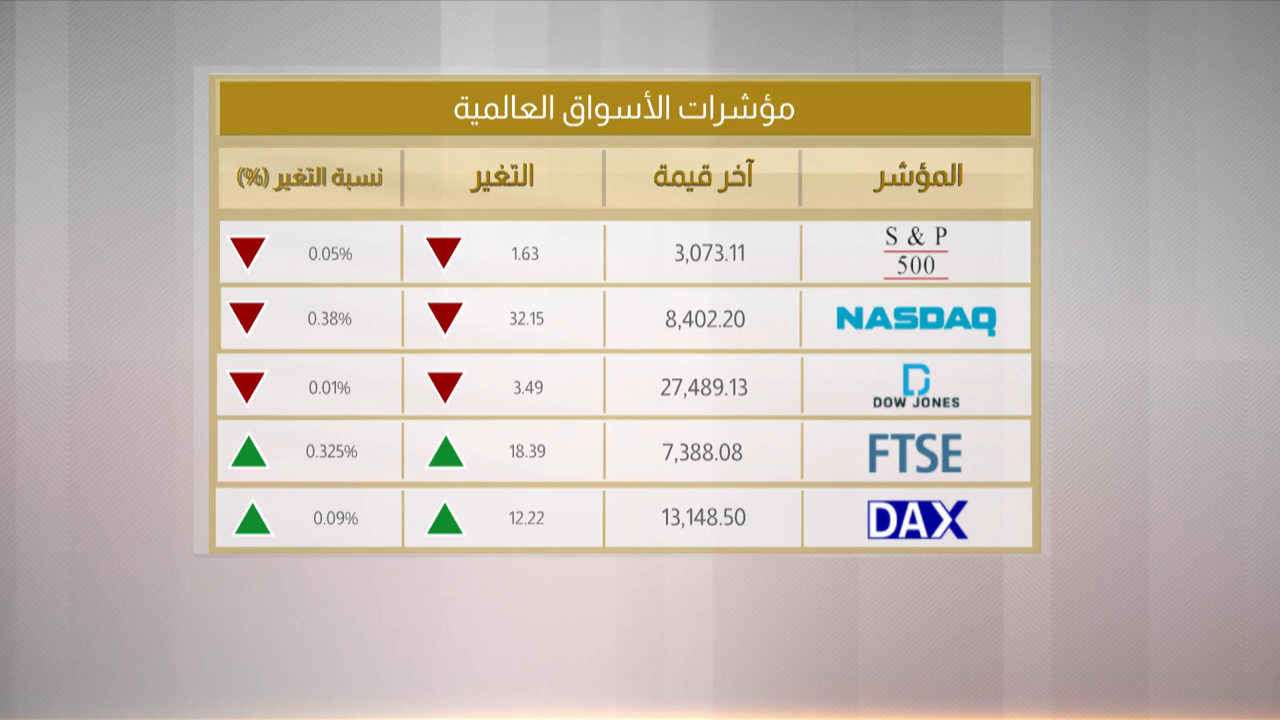 مؤشرات الأسواق العالمية
المؤشر آخر قيمة التغير نسبة التغير (%)
S & P 500 3,073.11 1.63 0.05%
NASDAQ 8,402.20 32.15 0.38%
DOW JONES 27,489.13 3.49 0.01%
FTSE 7,388.08 18.39 0.325%
DAX 13,148.50 12.22 0.09%